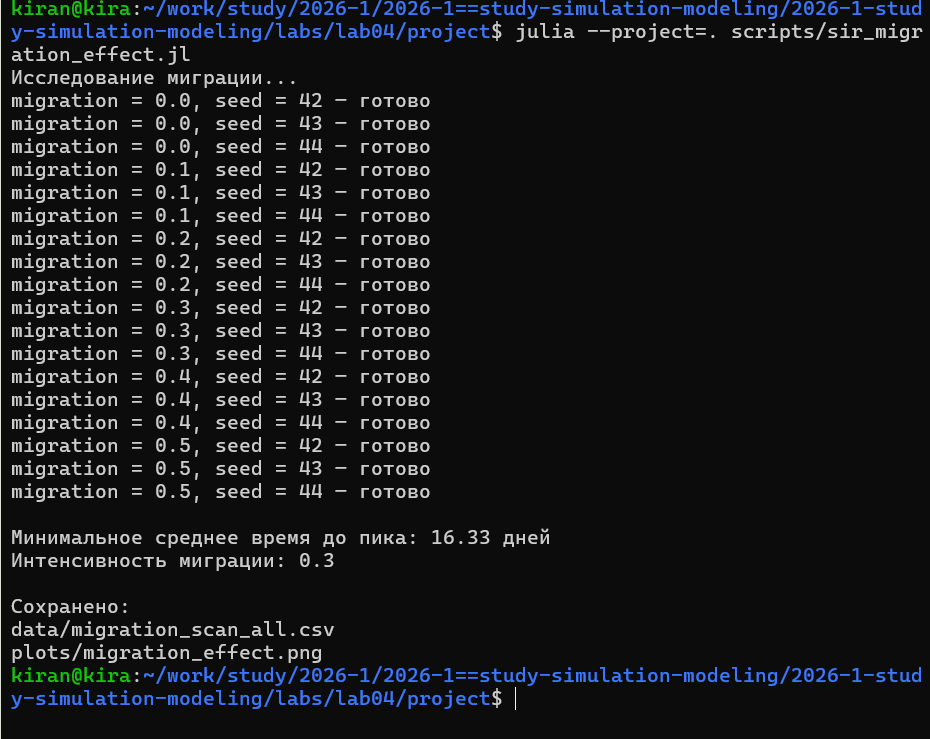 kiran@kira:~/work/study/2026-1/2026-1==study-simulation-modeling/2026-1-stud
y-simulation-modeling/labs/lab04/project$ julia --project=. scripts/sir_migr
ation_effect.jl
Исследование миграции...
migration = 0.0, seed = 42 — готово
migration = 0.0, seed = 43 — готово
migration = 0.0, seed = 44 — готово
migration = 0.1, seed = 42 — готово
migration = 0.1, seed = 43 — готово
migration = 0.1, seed = 44 — готово
migration = 0.2, seed = 42 — готово
migration = 0.2, seed = 43 — готово
migration = 0.2, seed = 44 — готово
migration = 0.3, seed = 42 — готово
migration = 0.3, seed = 43 — готово
migration = 0.3, seed = 44 — готово
migration = 0.4, seed = 42 — готово
migration = 0.4, seed = 43 — готово
migration = 0.4, seed = 44 — готово
migration = 0.5, seed = 42 — готово
migration = 0.5, seed = 43 — готово
migration = 0.5, seed = 44 — готово
Минимальное среднее время до пика: 16.33 дней
Интенсивность миграции: 0.3
Сохранено:
data/migration_scan_all.csv
plots/migration_effect.png
kiran@kira:~/work/study/2026-1/2026-1==study-simulation-modeling/2026-1-stud
y-simulation-modeling/labs/lab04/project$